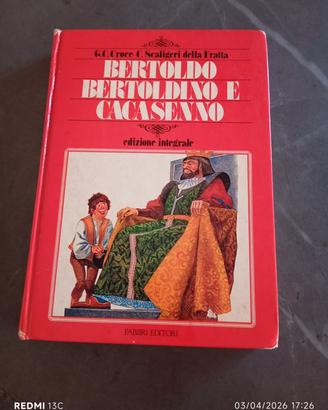 G.C. Croce-C. Scaligeri della Fratta
BERTOLDO
BERTOLDINO E
CACASENNO
edizione integrale
FABBRI EDITORI
REDMI 13C
03/04/2026 17:26